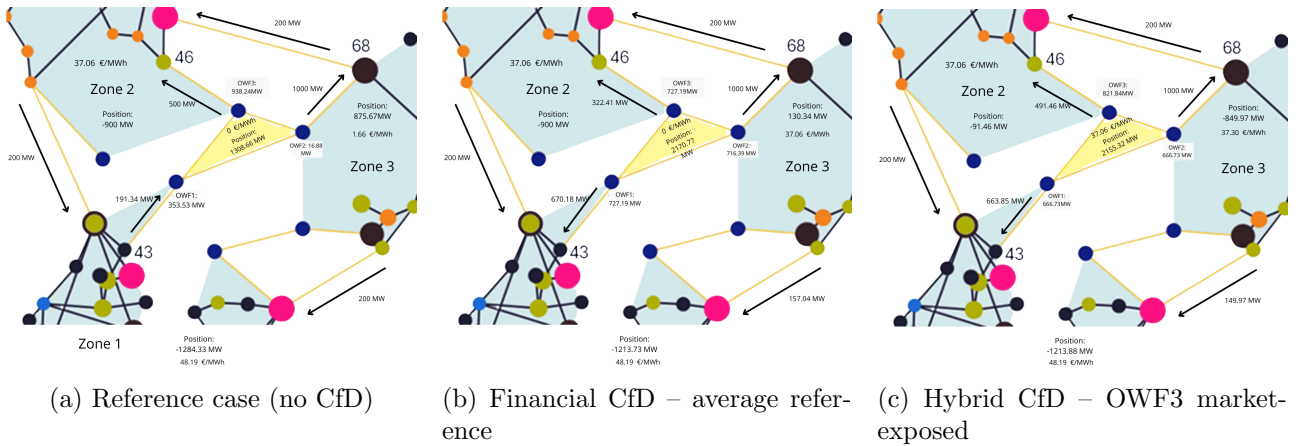 200 MW
46
68
37.06 €/MWh
Zone 2
OWF3:
938.24MW
1000 MW
500 MW
Position:
-900 MW
Position:
875.67MW
1.66 €/MWh
0 €/MWh
Position:
1308.66 MW
OWF2: 16.88
MW
Zone 3
200 MW
191.34 MW
OWF1:
353.53 MW
43
200 MW
Zone 1
Position:
-1284.33 MW
48.19 €/MWh
(a) Reference case (no CfD)
200 MW
46
68
37.06 €/MWh
Zone 2
OWF3:
727.19MW
1000 MW
322.41 MW
Position:
-900 MW
Position:
130.34 MW
37.06 €/MWh
0 €/MWh
Position:
2170.77
MW
OWF2:
716.39 MW
Zone 3
200 MW
670.18 MW
OWF1:
727.19 MW
43
157.04 MW
Position:
-1213.73 MW
48.19 €/MWh
(b) Financial CfD – average refer-
ence
200 MW
46
68
37.06 €/MWh
Zone 2
OWF3:
821.84MW
1000 MW
491.46 MW
Position:
-91.46 MW
Position:
-849.97 MW
37.30 €/MWh
37.06 €/MWh
Position:
2155.32 MW
OWF2:
666.73 MW
Zone 3
200 MW
663.85 MW
OWF1:
666.73MW
43
149.97 MW
Position:
-1213.88 MW
48.19 €/MWh
(c) Hybrid CfD – OWF3 market-
exposed